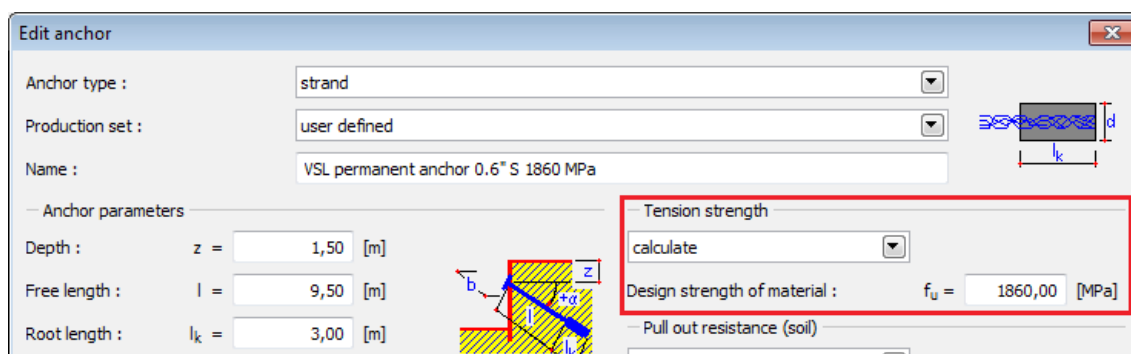 Edit anchor
Anchor type :
strand
Production set :
user defined
Name :
VSL permanent anchor 0.6" S 1860 MPa
d
lk
Anchor parameters
Tension strength
Depth : z = 1,50 [m]
calculate
b
z
+α
l
lk
Free length : l = 9,50 [m]
Design strength of material : fu = 1860,00 [MPa]
Root length : lk = 3,00 [m]
Pull out resistance (soil)